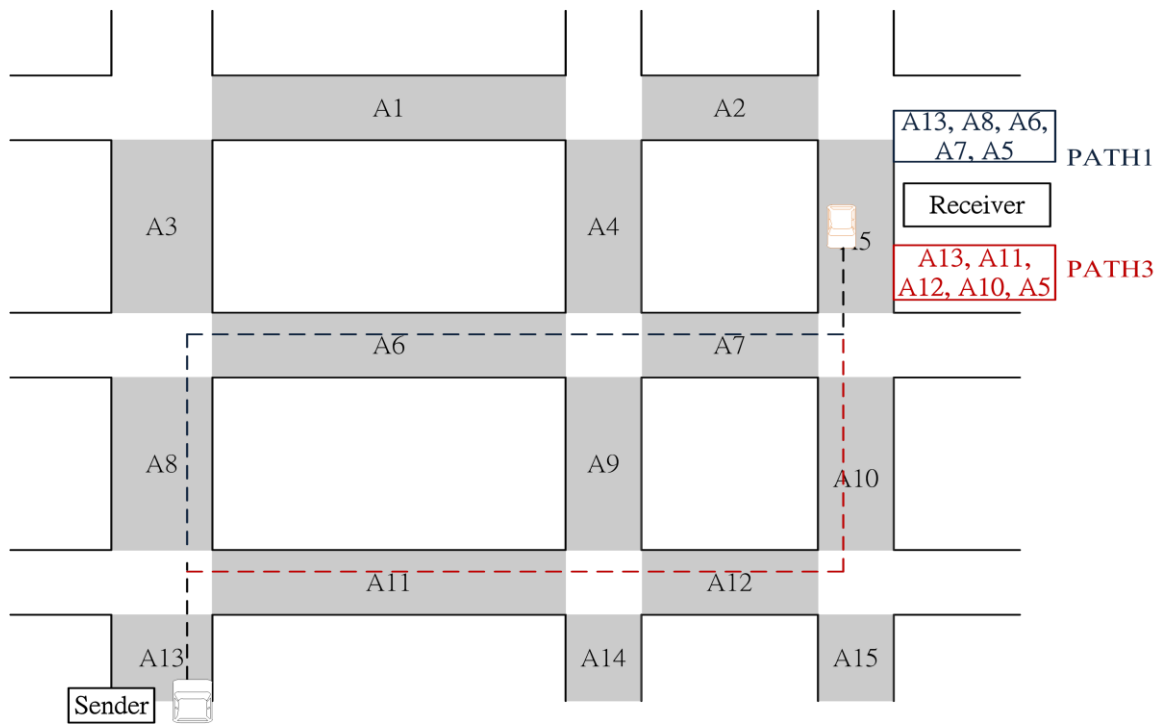 A1
A2
A13, A8, A6,
A7, A5
PATH1
A3
A4
A5
Receiver
A13, A11,
A12, A10, A5
PATH3
A6
A7
A8
A9
A10
A11
A12
A13
A14
A15
Sender